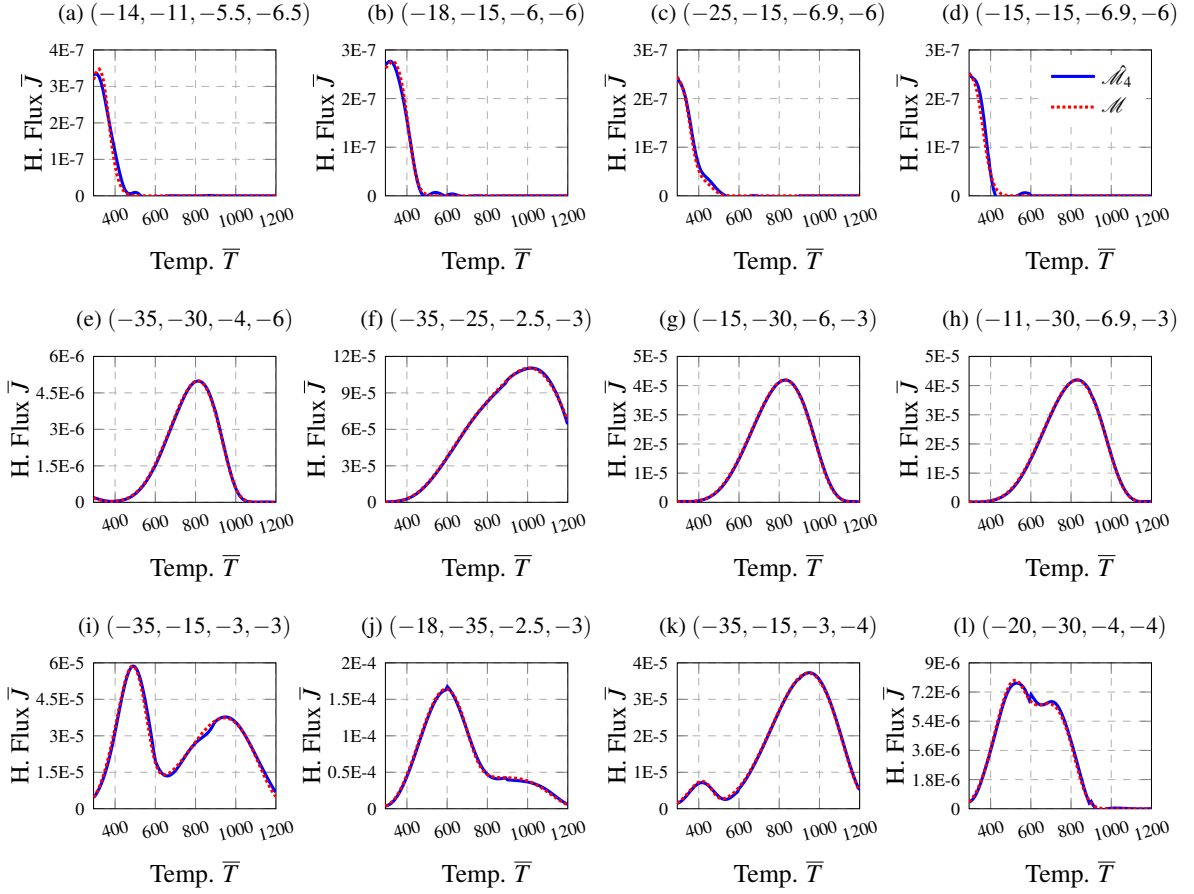 (a) (−14, −11, −5.5, −6.5)
(b) (−18, −15, −6, −6)
(c) (−25, −15, −6.9, −6)
(d) (−15, −15, −6.9, −6)
4E-7
3E-7
2E-7
1E-7
0
400 600 800 1000 1200
H. Flux J̅
Temp. T̅
3E-7
2E-7
1E-7
0
400 600 800 1000 1200
H. Flux J̅
Temp. T̅
3E-7
2E-7
1E-7
0
400 600 800 1000 1200
H. Flux J̅
Temp. T̅
3E-7
2E-7
1E-7
0
400 600 800 1000 1200
H. Flux J̅
Temp. T̅
ℳ̂₄
ℳ
(e) (−35, −30, −4, −6)
(f) (−35, −25, −2.5, −3)
(g) (−15, −30, −6, −3)
(h) (−11, −30, −6.9, −3)
6E-6
4.5E-6
3E-6
1.5E-6
0
400 600 800 1000 1200
H. Flux J̅
Temp. T̅
12E-5
9E-5
6E-5
3E-5
0
400 600 800 1000 1200
H. Flux J̅
Temp. T̅
5E-5
4E-5
3E-5
2E-5
1E-5
0
400 600 800 1000 1200
H. Flux J̅
Temp. T̅
5E-5
4E-5
3E-5
2E-5
1E-5
0
400 600 800 1000 1200
H. Flux J̅
Temp. T̅
(i) (−35, −15, −3, −3)
(j) (−18, −35, −2.5, −3)
(k) (−35, −15, −3, −4)
(l) (−20, −30, −4, −4)
6E-5
4.5E-5
3E-5
1.5E-5
0
400 600 800 1000 1200
H. Flux J̅
Temp. T̅
2E-4
1.5E-4
1E-4
0.5E-4
0
400 600 800 1000 1200
H. Flux J̅
Temp. T̅
4E-5
3E-5
2E-5
1E-5
0
400 600 800 1000 1200
H. Flux J̅
Temp. T̅
9E-6
7.2E-6
5.4E-6
3.6E-6
1.8E-6
0
400 600 800 1000 1200
H. Flux J̅
Temp. T̅